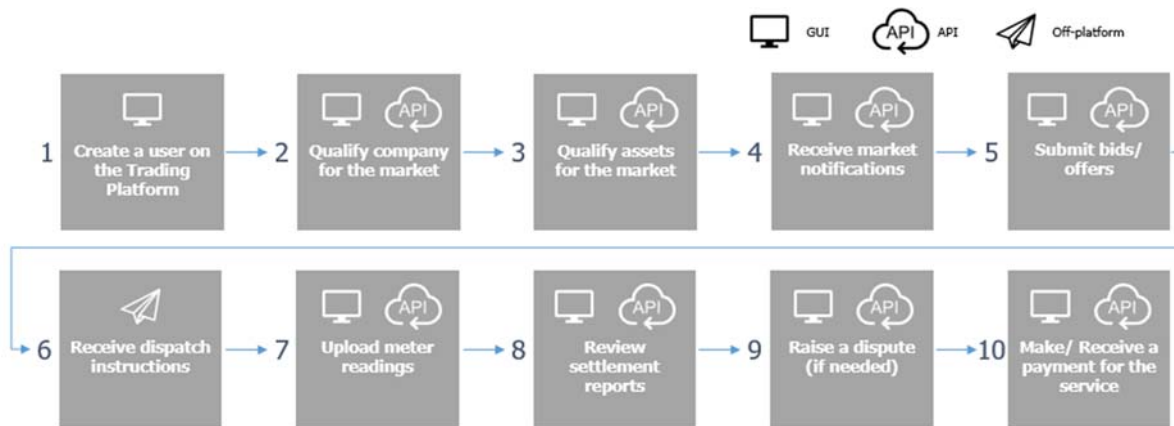 GUI
API
API
Off-platform
1
Create a user on
the Trading
Platform
2
API
Qualify company
for the market
3
API
Qualify assets
for the market
4
API
Receive market
notifications
5
API
Submit bids/
offers
6
Receive dispatch
instructions
7
API
Upload meter
readings
8
API
Review
settlement
reports
9
API
Raise a dispute
(if needed)
10
API
Make/ Receive a
payment for the
service